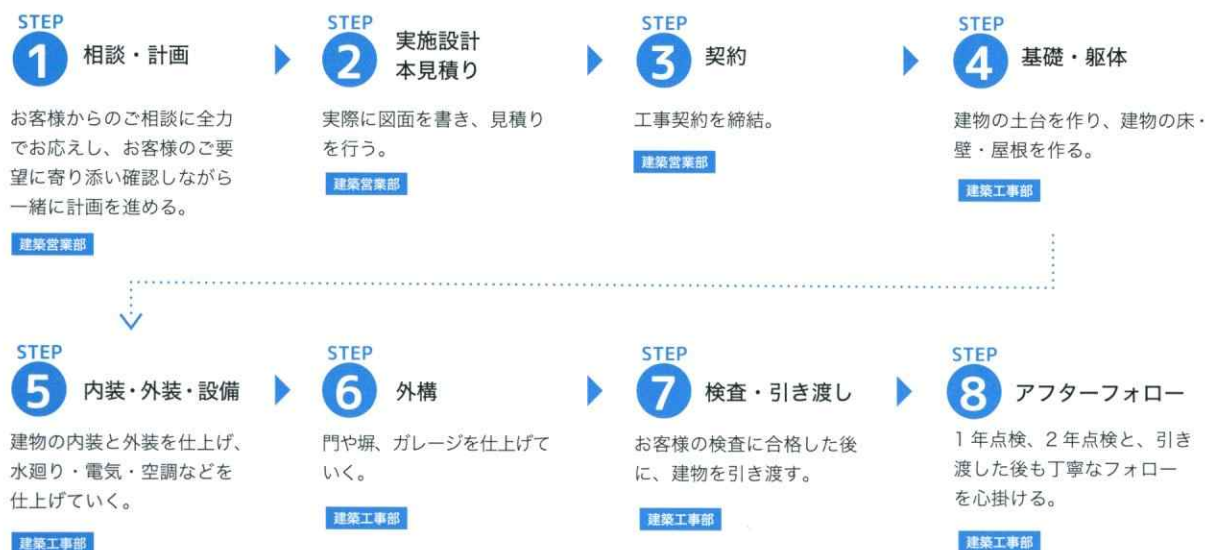 STEP
1 相談・計画
お客様からのご相談に全力
でお応えし、お客様のご要
望に寄り添い確認しながら
一緒に計画を進める。
建築営業部
STEP
2 実施設計
本見積り
実際に図面を書き、見積り
を行う。
建築営業部
STEP
3 契約
工事契約を締結。
建築営業部
STEP
4 基礎・躯体
建物の土台を作り、建物の床・
壁・屋根を作る。
建築工事部
STEP
5 内装・外装・設備
建物の内装と外装を仕上げ、
水廻り・電気・空調などを
仕上げていく。
建築工事部
STEP
6 外構
門や塀、ガレージを仕上げて
いく。
建築工事部
STEP
7 検査・引き渡し
お客様の検査に合格した後
に、建物を引き渡す。
建築工事部
STEP
8 アフターフォロー
1年点検、2年点検と、引き
渡した後も丁寧なフォロー
を心掛ける。
建築工事部